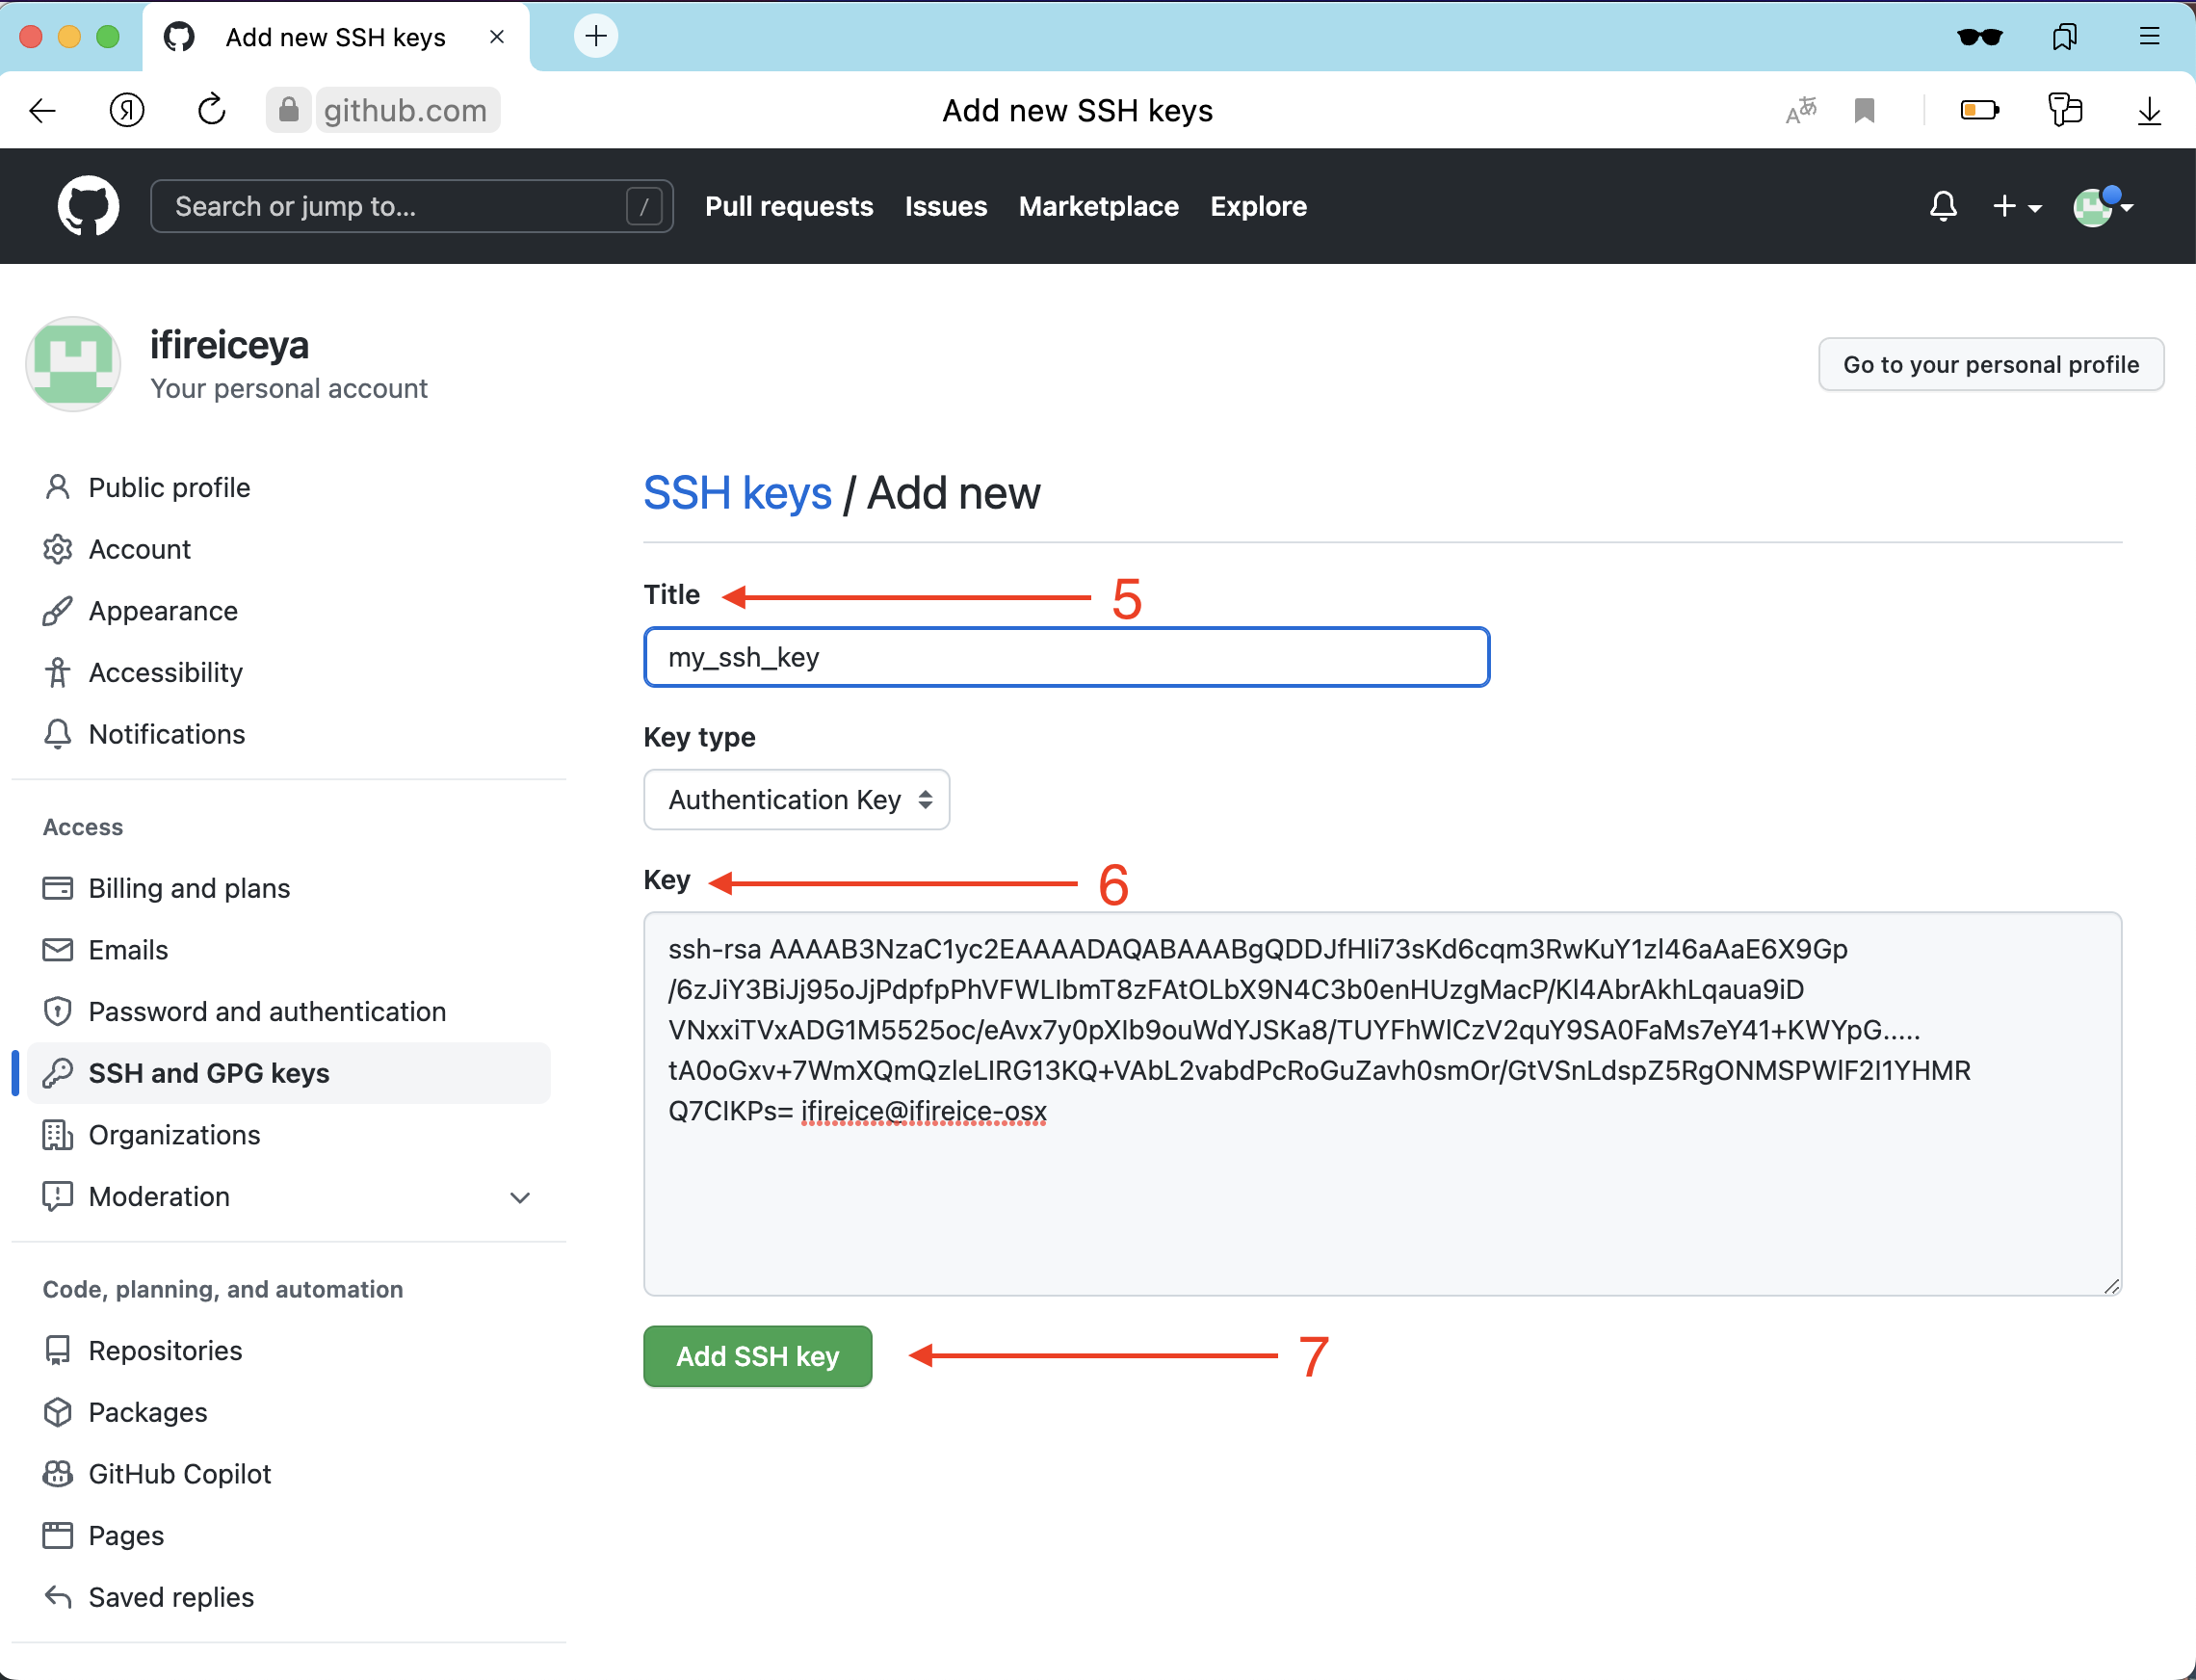 Add new SSH keys
github.com
Add new SSH keys
Search or jump to...
/
Pull requests
Issues
Marketplace
Explore
ifireiceya
Your personal account
Go to your personal profile
Public profile
Account
Appearance
Accessibility
Notifications
Access
Billing and plans
Emails
Password and authentication
SSH and GPG keys
Organizations
Moderation
Code, planning, and automation
Repositories
Packages
GitHub Copilot
Pages
Saved replies
SSH keys / Add new
Title
5
my_ssh_key
Key type
Authentication Key
Key
6
ssh-rsa AAAAB3NzaC1yc2EAAAADAQABAAABgQDDJfHIi73sKd6cqm3RwKuY1zl46aAaE6X9Gp
/6zJiY3BiJj95oJjPdpfpPhVFWLIbmT8zFAtOLbX9N4C3b0enHUzgMacP/Kl4AbrAkhLqaua9iD
VNxxiTVxADG1M5525oc/eAvx7y0pXIb9ouWdYJSKa8/TUYFhWlCzV2quY9SA0FaMs7eY41+KWYpG.....
tA0oGxv+7WmXQmQzleLIRG13KQ+VAbL2vabdPcRoGuZavh0smOr/GtVSnLdspZ5RgONMSPWlF2I1YHMR
Q7CIKPs= ifireice@ifireice-osx
Add SSH key
7